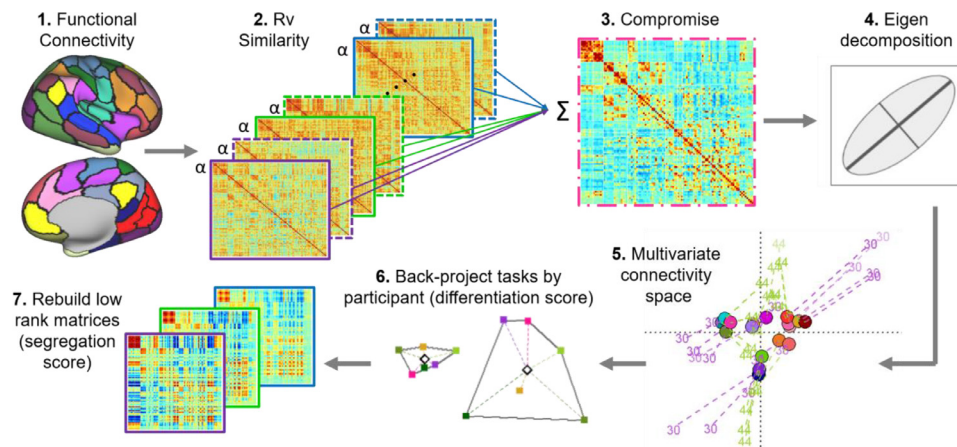 1. Functional
Connectivity
2. Rv
Similarity
3. Compromise
4. Eigen
decomposition
α
α
α
α
Σ
5. Multivariate
connectivity
space
6. Back-project tasks by
participant (differentiation score)
7. Rebuild low
rank matrices
(segregation
score)
44
30
30
30
30
44
30
30
30
44
44